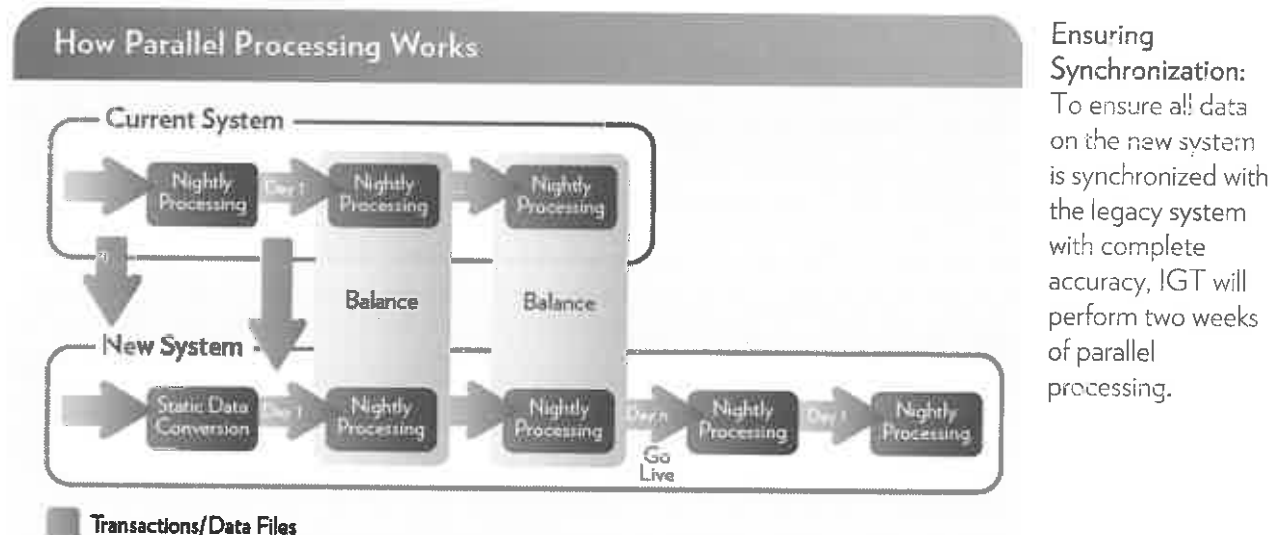 How Parallel Processing Works
Ensuring
Synchronization:
To ensure all data
on the new system
is synchronized with
the legacy system
with complete
accuracy, IGT will
perform two weeks
of parallel
processing.
Current System
Nightly
Processing
Day 1
Nightly
Processing
Nightly
Processing
Balance
Balance
New System
Static Data
Conversion
Day 1
Nightly
Processing
Nightly
Processing
Day n
Go
Live
Nightly
Processing
Day 1
Nightly
Processing
Transactions/Data Files